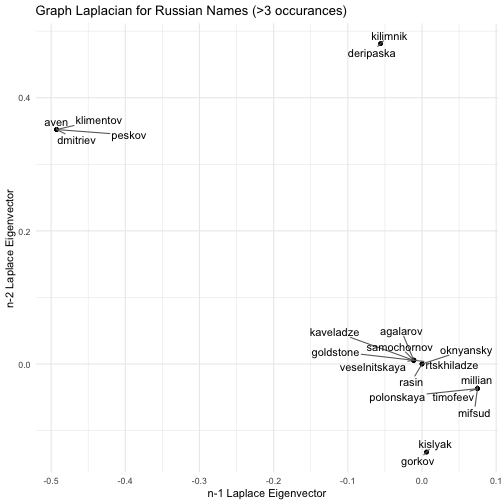 Graph Laplacian for Russian Names (>3 occurances)
kilimnik
deripaska
0.4
aven klimentov
peskov
dmitriev
n-2 Laplace Eigenvector
0.2
kaveladze agalarov
samochornov
goldstone oknyansky
0.0
veselnitskaya rtskhiladze
rasin millian
polonskaya timofeev
mifsud
kislyak
gorkov
-0.5 -0.4 -0.3 -0.2 -0.1 0.0 0.1
n-1 Laplace Eigenvector